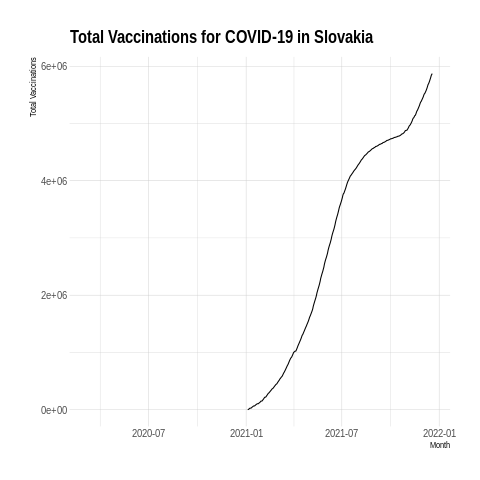 Total Vaccinations for COVID-19 in Slovakia
Total Vaccinations
6e+06
4e+06
2e+06
0e+00
2020-07
2021-01
2021-07
2022-01
Month